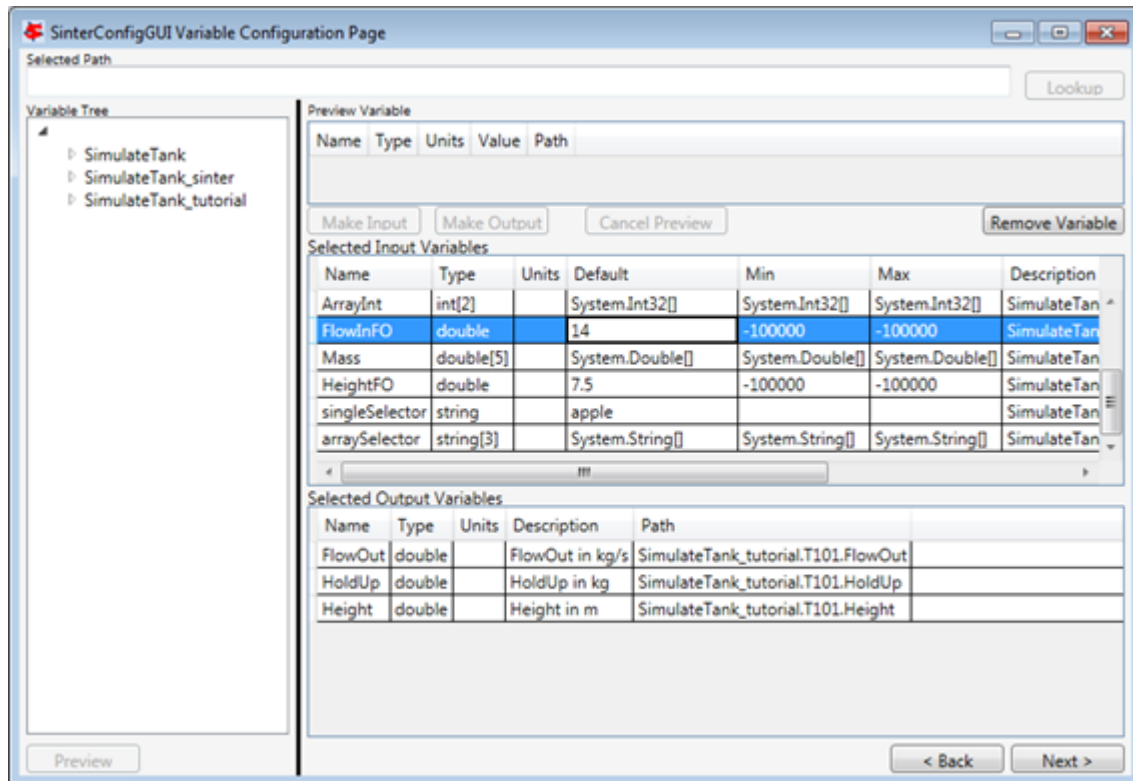 SinterConfigGUI Variable Configuration Page
Selected Path
Lookup
Variable Tree
SimulateTank
SimulateTank_sinter
SimulateTank_tutorial
Preview
Preview Variable
Name Type Units Value Path
Make Input Make Output Cancel Preview Remove Variable
Selected Input Variables
Name Type Units Default Min Max Description
ArrayInt int[2] System.Int32[] System.Int32[] System.Int32[] SimulateTan
FlowInFO double 14 -100000 -100000 SimulateTan
Mass double[5] System.Double[] System.Double[] System.Double[] SimulateTan
HeightFO double 7.5 -100000 -100000 SimulateTan
singleSelector string apple SimulateTan
arraySelector string[3] System.String[] System.String[] System.String[] SimulateTan
Selected Output Variables
Name Type Units Description Path
FlowOut double FlowOut in kg/s SimulateTank_tutorial.T101.FlowOut
HoldUp double HoldUp in kg SimulateTank_tutorial.T101.HoldUp
Height double Height in m SimulateTank_tutorial.T101.Height
< Back Next >